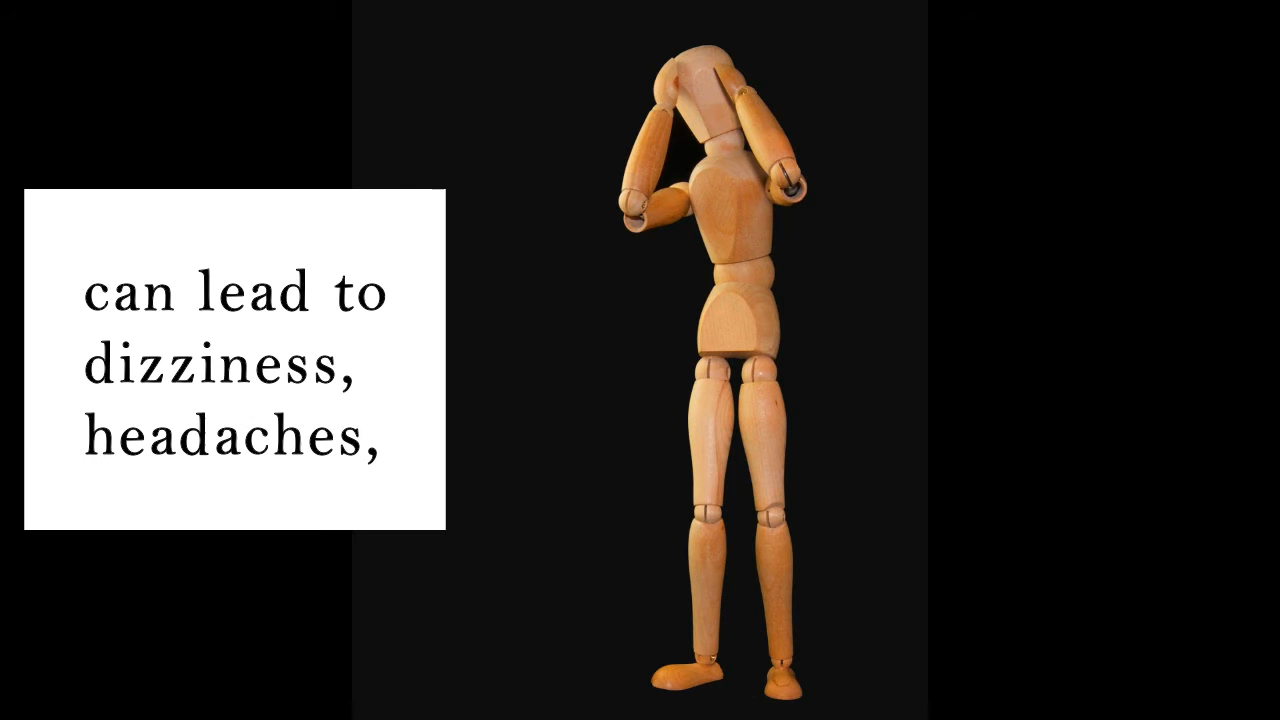 can lead to
dizziness,
headaches,